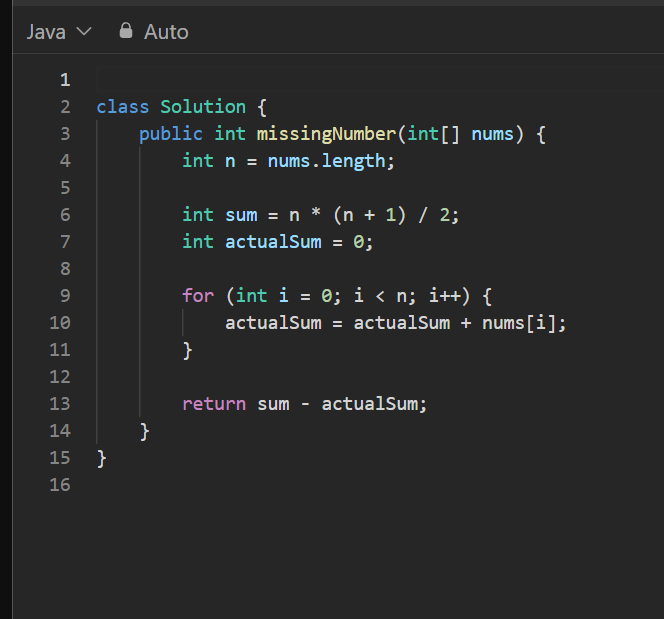 Java Auto
1
2 class Solution {
3     public int missingNumber(int[] nums) {
4         int n = nums.length;
5
6         int sum = n * (n + 1) / 2;
7         int actualSum = 0;
8
9         for (int i = 0; i < n; i++) {
10             actualSum = actualSum + nums[i];
11         }
12
13         return sum - actualSum;
14     }
15 }
16